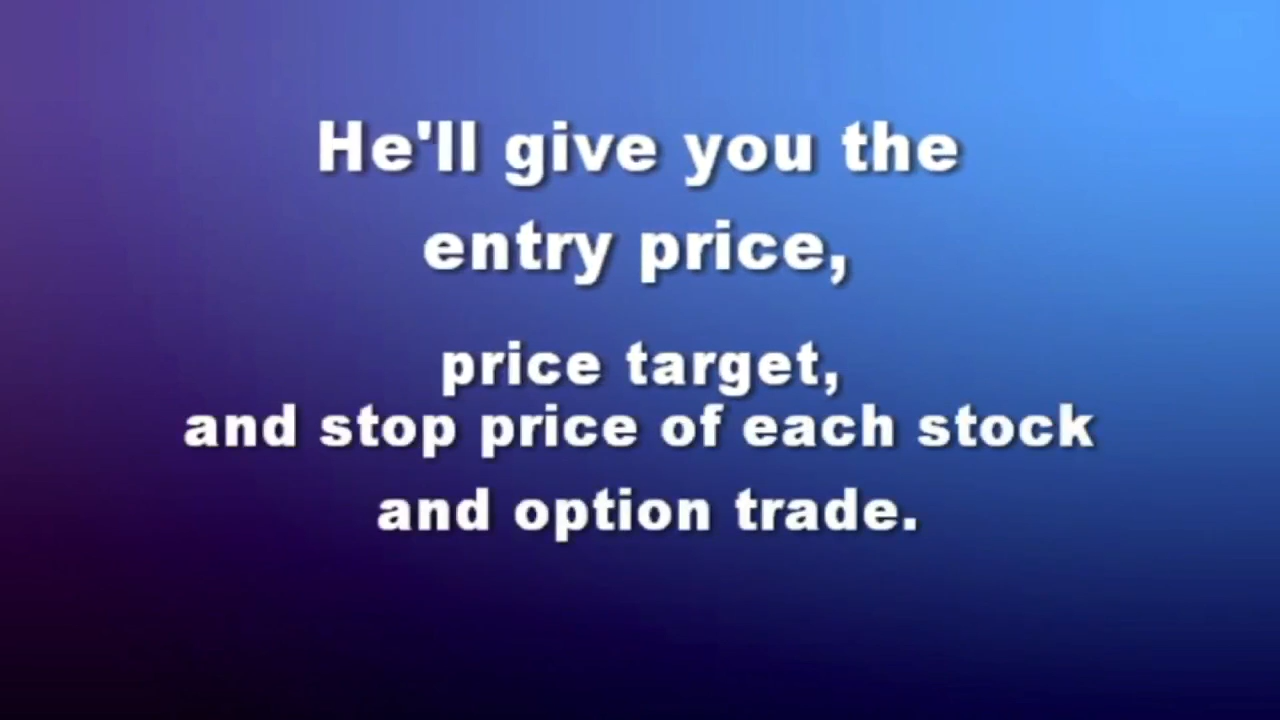 He'll give you the
entry price,
price target,
and stop price of each stock
and option trade.